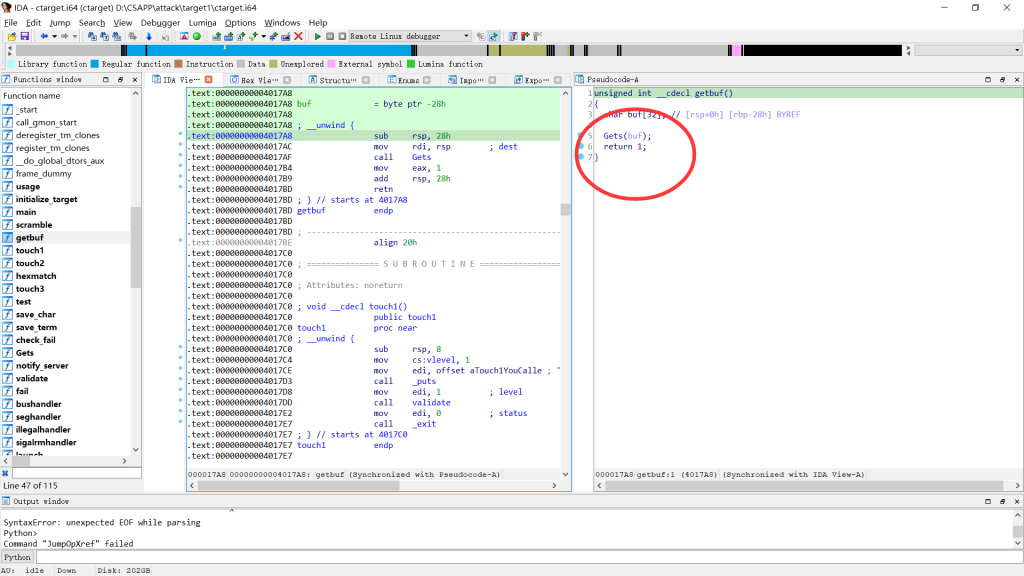 IDA - ctarget.i64 (ctarget) D:\CSAPP\attack\target1\ctarget.i64
File Edit Jump Search View Debugger Lumina Options Windows Help
Remote Linux debugger
Library function Regular function Instruction Data Unexplored External symbol Lumina function
Functions window
Function name
_start
call_gmon_start
deregister_tm_clones
register_tm_clones
__do_global_dtors_aux
frame_dummy
usage
initialize_target
main
scramble
getbuf
touch1
touch2
hexmatch
touch3
test
save_char
save_term
check_fail
Gets
notify_server
validate
fail
bushandler
seghandler
illegalhandler
sigalrmhandler
launch
Line 47 of 115
IDA Vie··· Hex Vie··· Structu··· Enums Impo··· Expo···
.text:00000000004017A8
.text:00000000004017A8 buf = byte ptr -28h
.text:00000000004017A8
.text:00000000004017A8 ; __unwind {
.text:00000000004017A8 sub rsp, 28h
.text:00000000004017AC mov rdi, rsp ; dest
.text:00000000004017AF call Gets
.text:00000000004017B4 mov eax, 1
.text:00000000004017B9 add rsp, 28h
.text:00000000004017BD retn
.text:00000000004017BD ; } // starts at 4017A8
.text:00000000004017BD getbuf endp
.text:00000000004017BD
.text:00000000004017BD ; ---------------------------------------------------------
.text:00000000004017BE align 20h
.text:00000000004017C0
.text:00000000004017C0 ; =============== S U B R O U T I N E =================
.text:00000000004017C0
.text:00000000004017C0 ; Attributes: noreturn
.text:00000000004017C0
.text:00000000004017C0 ; void __cdecl touch1()
.text:00000000004017C0 public touch1
.text:00000000004017C0 touch1 proc near
.text:00000000004017C0 ; __unwind {
.text:00000000004017C0 sub rsp, 8
.text:00000000004017C4 mov cs:vlevel, 1
.text:00000000004017CE mov edi, offset aTouch1YouCalle ; "
.text:00000000004017D3 call _puts
.text:00000000004017D8 mov edi, 1 ; level
.text:00000000004017DD call validate
.text:00000000004017E2 mov edi, 0 ; status
.text:00000000004017E7 call _exit
.text:00000000004017E7 ; } // starts at 4017C0
.text:00000000004017E7 touch1 endp
.text:00000000004017E7
000017A8 00000000004017A8: getbuf (Synchronized with Pseudocode-A)
Pseudocode-A
1 unsigned int __cdecl getbuf()
2 {
3 char buf[32]; // [rsp+0h] [rbp-28h] BYREF
5 Gets(buf);
6 return 1;
7 }
000017A8 getbuf:1 (4017A8) (Synchronized with IDA View-A)
Output window
^
SyntaxError: unexpected EOF while parsing
Python>
Command "JumpOpXref" failed
Python
AU: idle Down Disk: 202GB